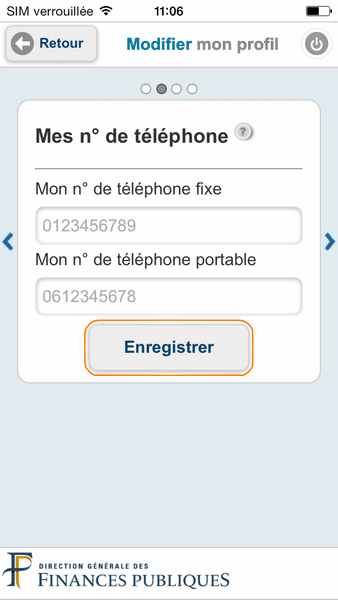 SIM verrouillée 11:06
Retour Modifier mon profil
Mes n° de téléphone ?
Mon n° de téléphone fixe
0123456789
Mon n° de téléphone portable
0612345678
Enregistrer
DIRECTION GÉNÉRALE DES
FINANCES PUBLIQUES